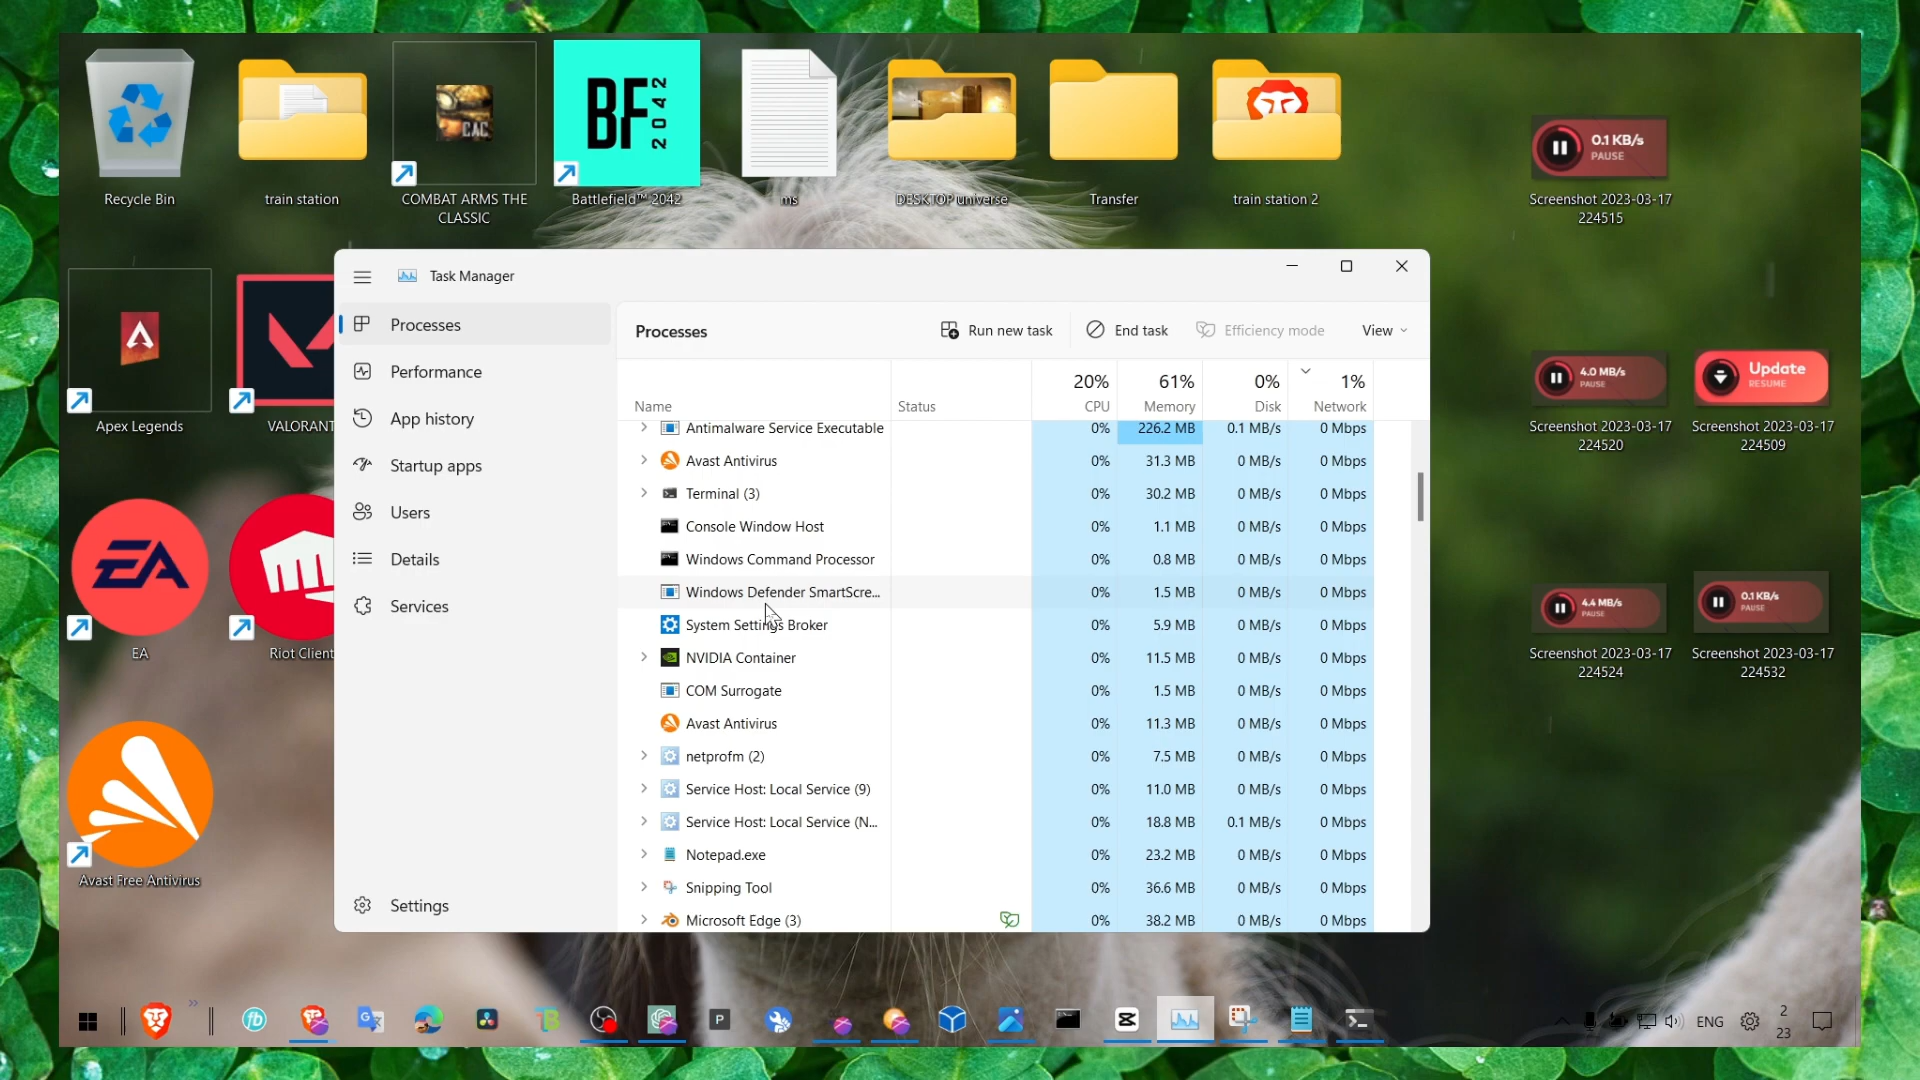 Recycle Bin
train station
CAC
COMBAT ARMS THE
CLASSIC
BF
2042
Battlefield™ 2042
ms
DESKTOP universe
Transfer
train station 2
0.1 KB/s
PAUSE
Screenshot 2023-03-17
224515
Apex Legends
VALORANT
4.0 MB/s
PAUSE
Screenshot 2023-03-17
224520
Update
RESUME
Screenshot 2023-03-17
224509
EA
EA
Riot Client
4.4 MB/s
PAUSE
Screenshot 2023-03-17
224524
0.1 KB/s
PAUSE
Screenshot 2023-03-17
224532
Avast Free Antivirus
Task Manager
Processes
Performance
App history
Startup apps
Users
Details
Services
Settings
Processes
Run new task
End task
Efficiency mode
View
20% 61% 0% 1%
Name Status CPU Memory Disk Network
Antimalware Service Executable 0% 226.2 MB 0.1 MB/s 0 Mbps
Avast Antivirus 0% 31.3 MB 0 MB/s 0 Mbps
Terminal (3) 0% 30.2 MB 0 MB/s 0 Mbps
Console Window Host 0% 1.1 MB 0 MB/s 0 Mbps
Windows Command Processor 0% 0.8 MB 0 MB/s 0 Mbps
Windows Defender SmartScre... 0% 1.5 MB 0 MB/s 0 Mbps
System Settings Broker 0% 5.9 MB 0 MB/s 0 Mbps
NVIDIA Container 0% 11.5 MB 0 MB/s 0 Mbps
COM Surrogate 0% 1.5 MB 0 MB/s 0 Mbps
Avast Antivirus 0% 11.3 MB 0 MB/s 0 Mbps
netprofm (2) 0% 7.5 MB 0 MB/s 0 Mbps
Service Host: Local Service (9) 0% 11.0 MB 0 MB/s 0 Mbps
Service Host: Local Service (N... 0% 18.8 MB 0.1 MB/s 0 Mbps
Notepad.exe 0% 23.2 MB 0 MB/s 0 Mbps
Snipping Tool 0% 36.6 MB 0 MB/s 0 Mbps
Microsoft Edge (3) 0% 38.2 MB 0 MB/s 0 Mbps
fb
P
ENG
2
23